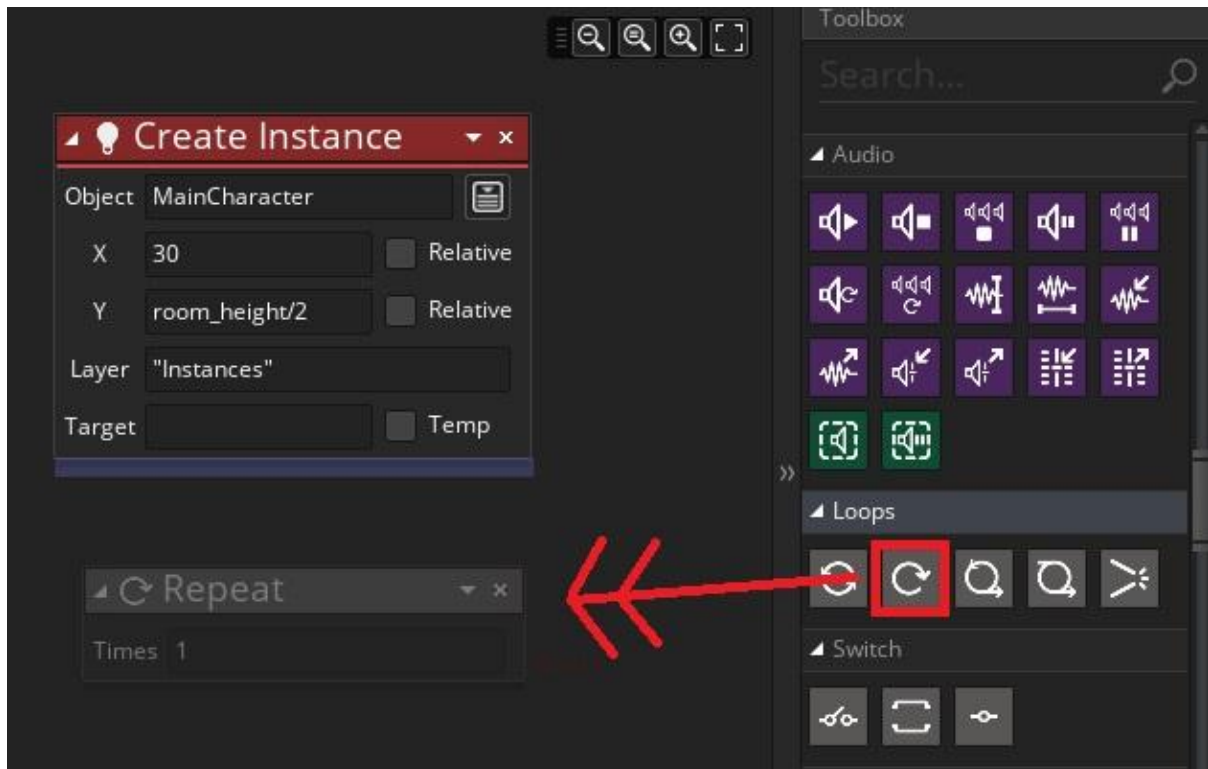 Toolbox
Search...
Create Instance
Object MainCharacter
X 30 Relative
Y room_height/2 Relative
Layer "Instances"
Target Temp
Repeat
Times 1
Audio
Loops
Switch